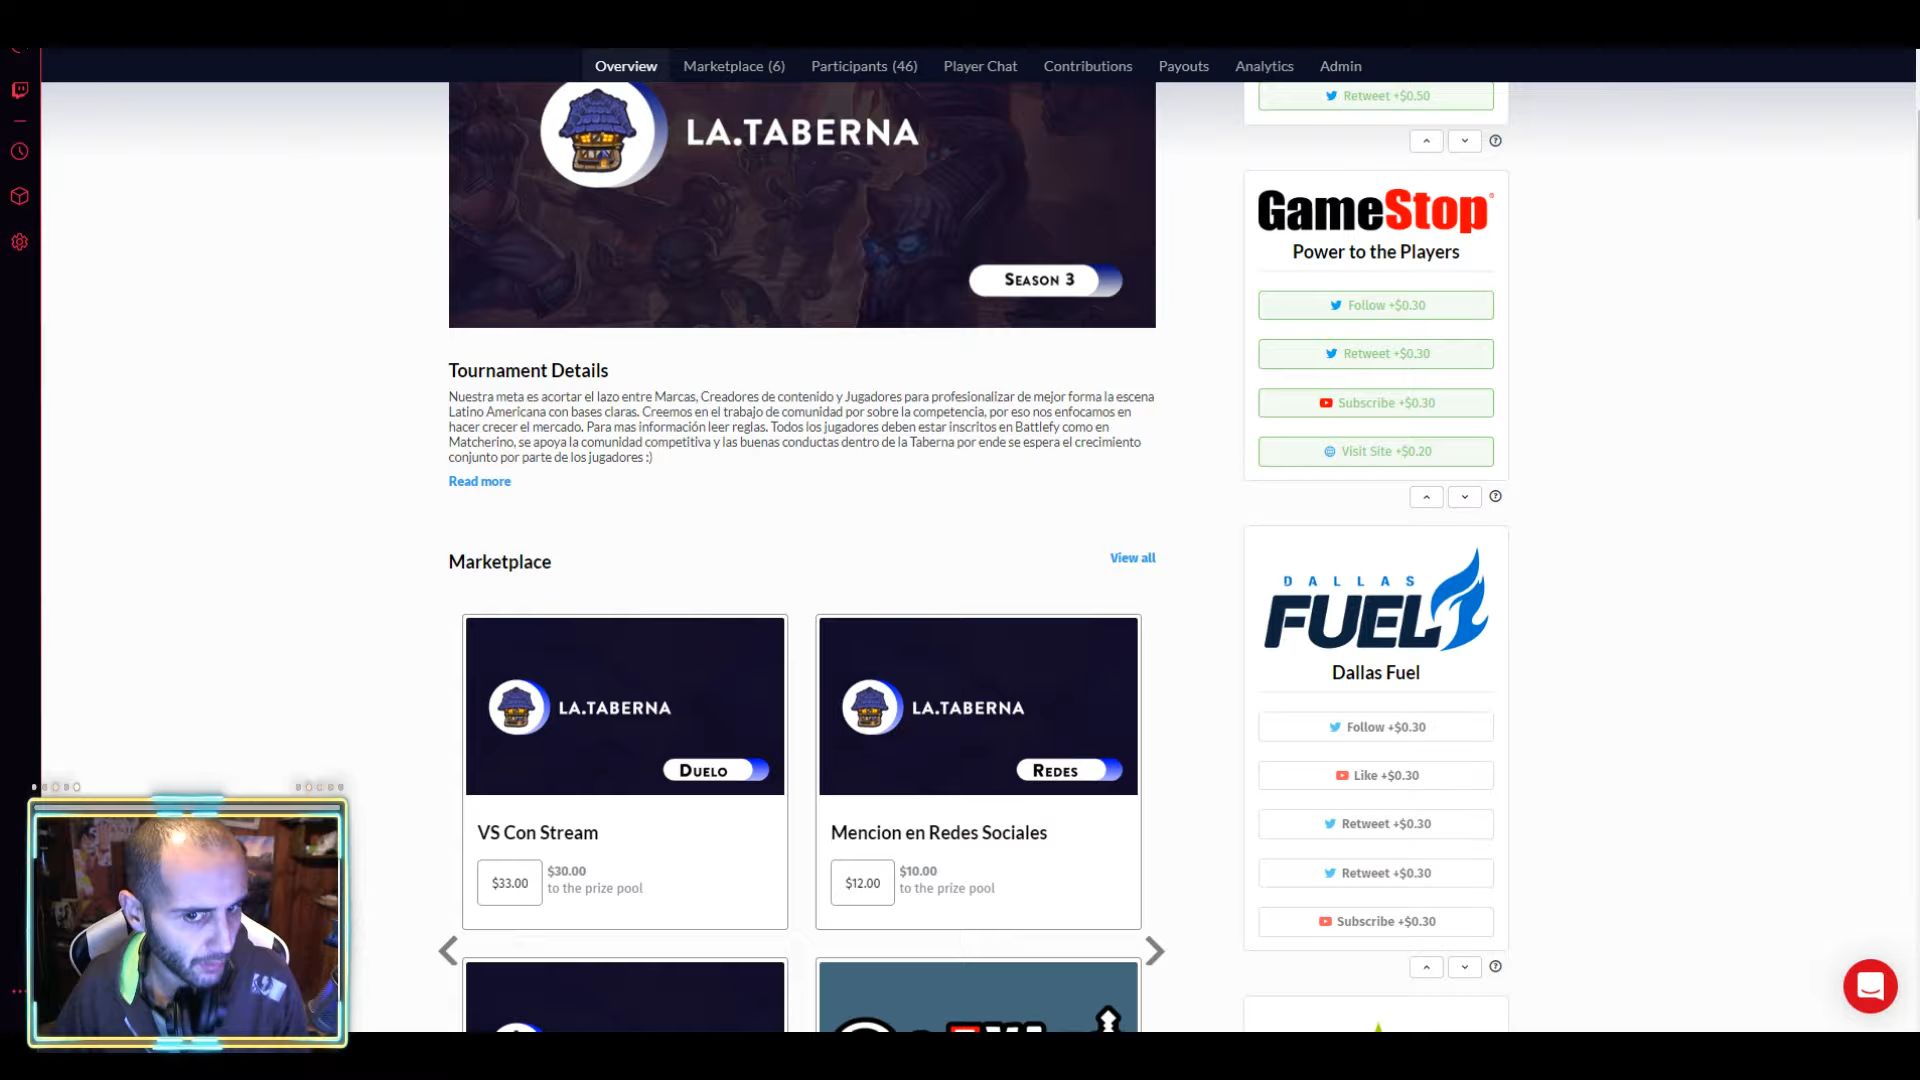 Overview
Marketplace (6)
Participants (46)
Player Chat
Contributions
Payouts
Analytics
Admin
LA.TABERNA
SEASON 3
Tournament Details
Nuestra meta es acortar el lazo entre Marcas, Creadores de contenido y Jugadores para profesionalizar de mejor forma la escena
Latino Americana con bases claras. Creemos en el trabajo de comunidad por sobre la competencia, por eso nos enfocamos en
hacer crecer el mercado. Para mas información leer reglas. Todos los jugadores deben estar inscritos en Battlefy como en
Matcherino, se apoya la comunidad competitiva y las buenas conductas dentro de la Taberna por ende se espera el crecimiento
conjunto por parte de los jugadores :)
Read more
Marketplace
View all
LA.TABERNA
DUELO
VS Con Stream
$33.00
$30.00
to the prize pool
LA.TABERNA
REDES
Mencion en Redes Sociales
$12.00
$10.00
to the prize pool
Retweet +$0.50
GameStop
Power to the Players
Follow +$0.30
Retweet +$0.30
Subscribe +$0.30
Visit Site +$0.20
DALLAS
FUEL
Dallas Fuel
Follow +$0.30
Like +$0.30
Retweet +$0.30
Retweet +$0.30
Subscribe +$0.30